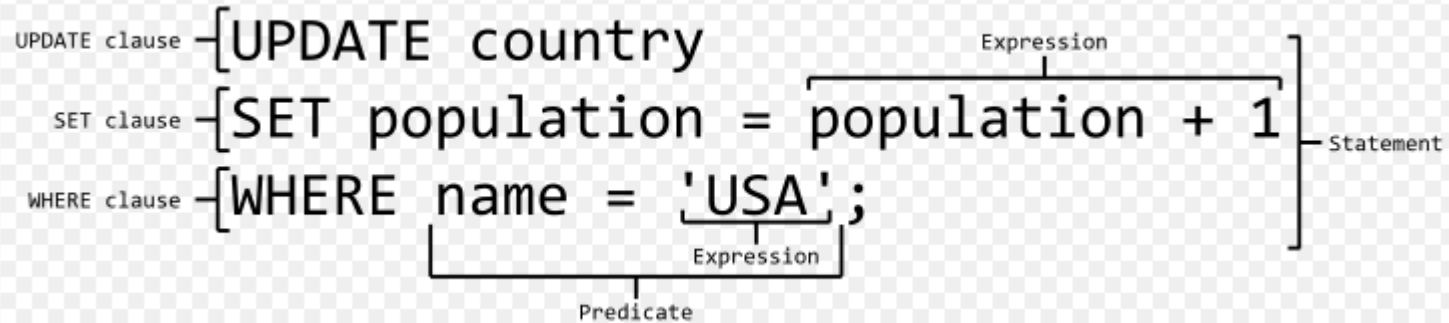 UPDATE clause UPDATE country
Expression
SET clause SET population = population + 1
Statement
WHERE clause WHERE name = 'USA';
Expression
Predicate